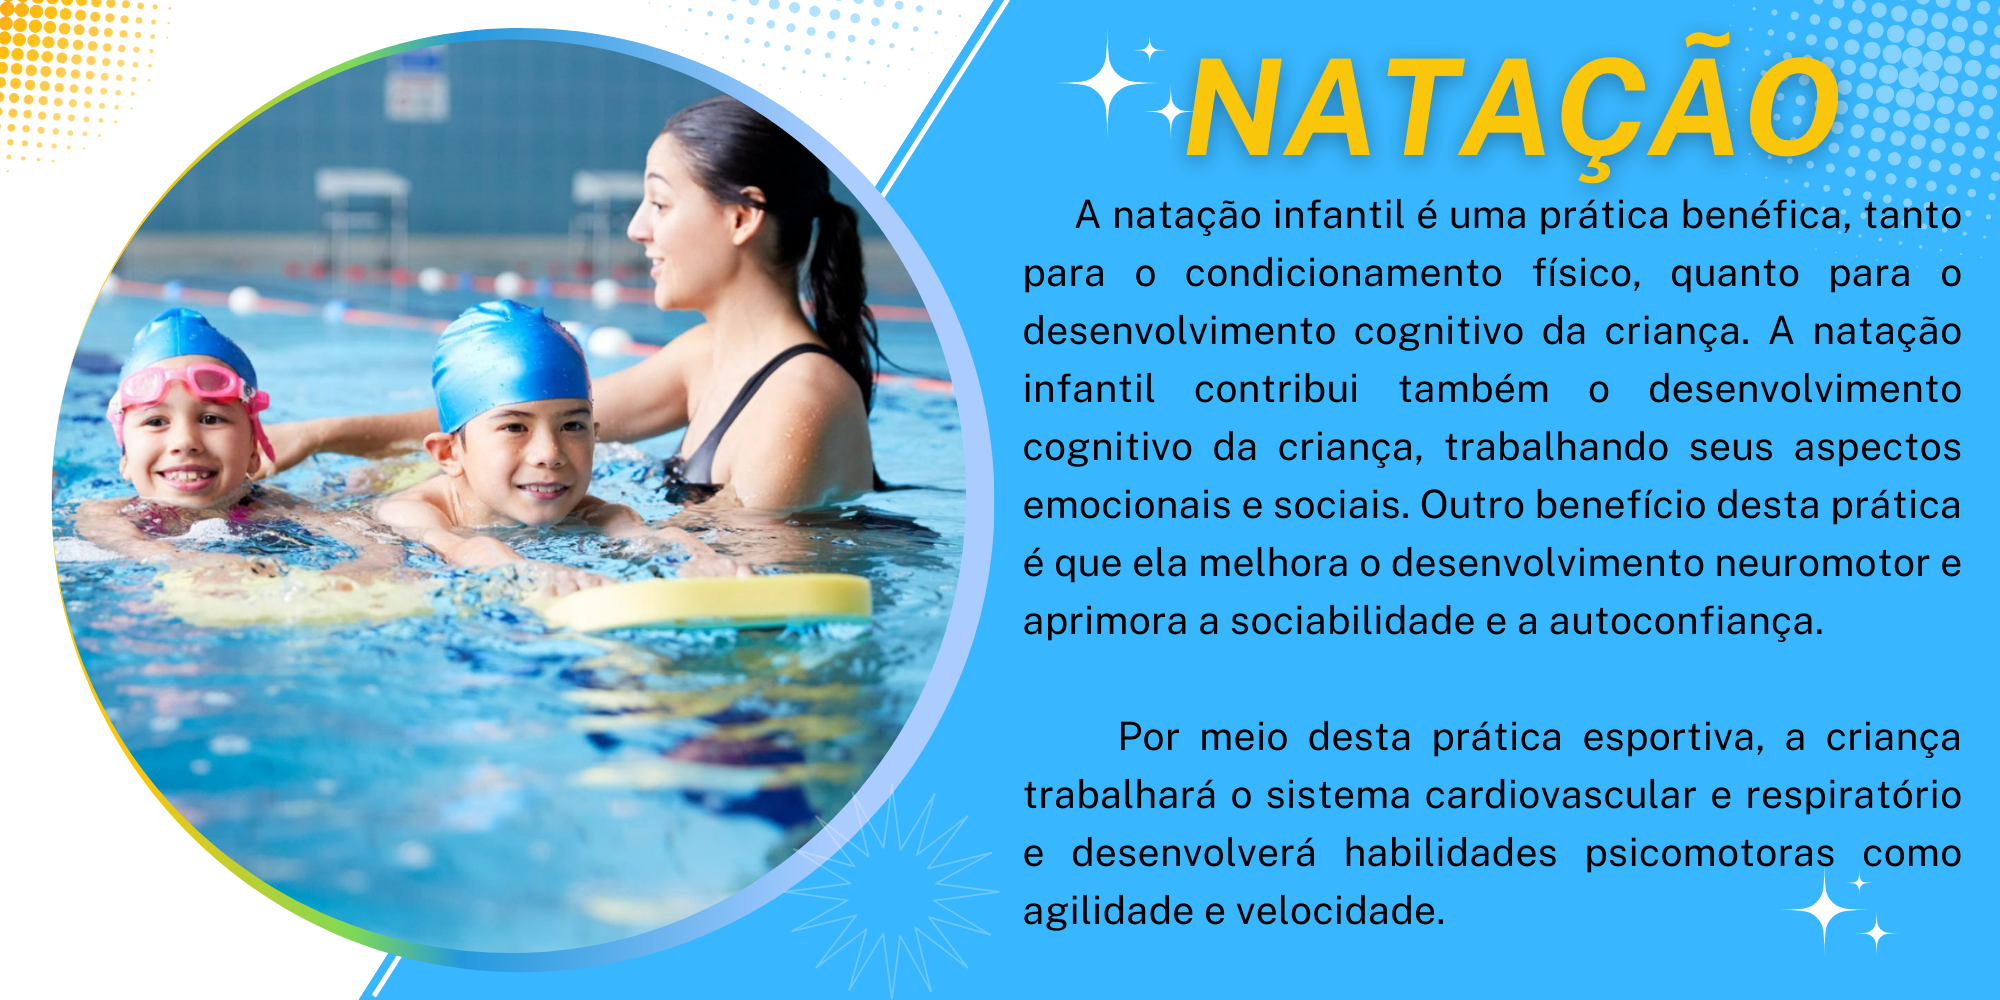 NATAÇÃO
A natação infantil é uma prática benéfica, tanto
para o condicionamento físico, quanto para o
desenvolvimento cognitivo da criança. A natação
infantil contribui também o desenvolvimento
cognitivo da criança, trabalhando seus aspectos
emocionais e sociais. Outro benefício desta prática
é que ela melhora o desenvolvimento neuromotor e
aprimora a sociabilidade e a autoconfiança.
Por meio desta prática esportiva, a criança
trabalhará o sistema cardiovascular e respiratório
e desenvolverá habilidades psicomotoras como
agilidade e velocidade.